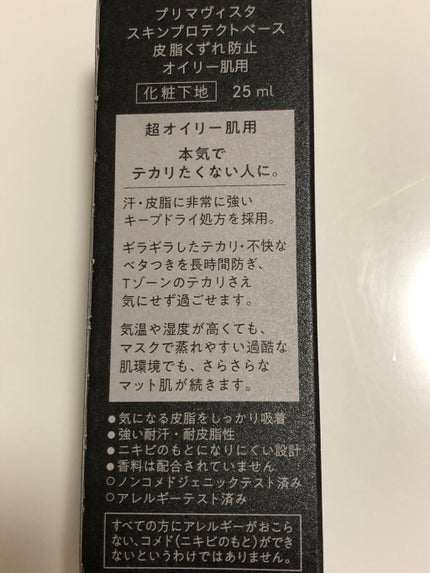 プリマヴィスタ
スキンプロテクトベース
皮脂くずれ防止
オイリー肌用
化粧下地 25 ml
超オイリー肌用
本気で
テカリたくない人に。
汗・皮脂に非常に強い
キープドライ処方を採用。
ギラギラしたテカリ・不快な
ベタつきを長時間防ぎ、
Tゾーンのテカリさえ
気にせず過ごせます。
気温や湿度が高くても、
マスクで蒸れやすい過酷な
肌環境でも、さらさらな
マット肌が続きます。
●気になる皮脂をしっかり吸着
●強い耐汗・耐皮脂性
●ニキビのもとになりにくい設計
●香料は配合されていません
○ノンコメドジェニックテスト済み
○アレルギーテスト済み
すべての方にアレルギーがおこら
ない、コメド(ニキビのもと)ができ
ないというわけではありません。